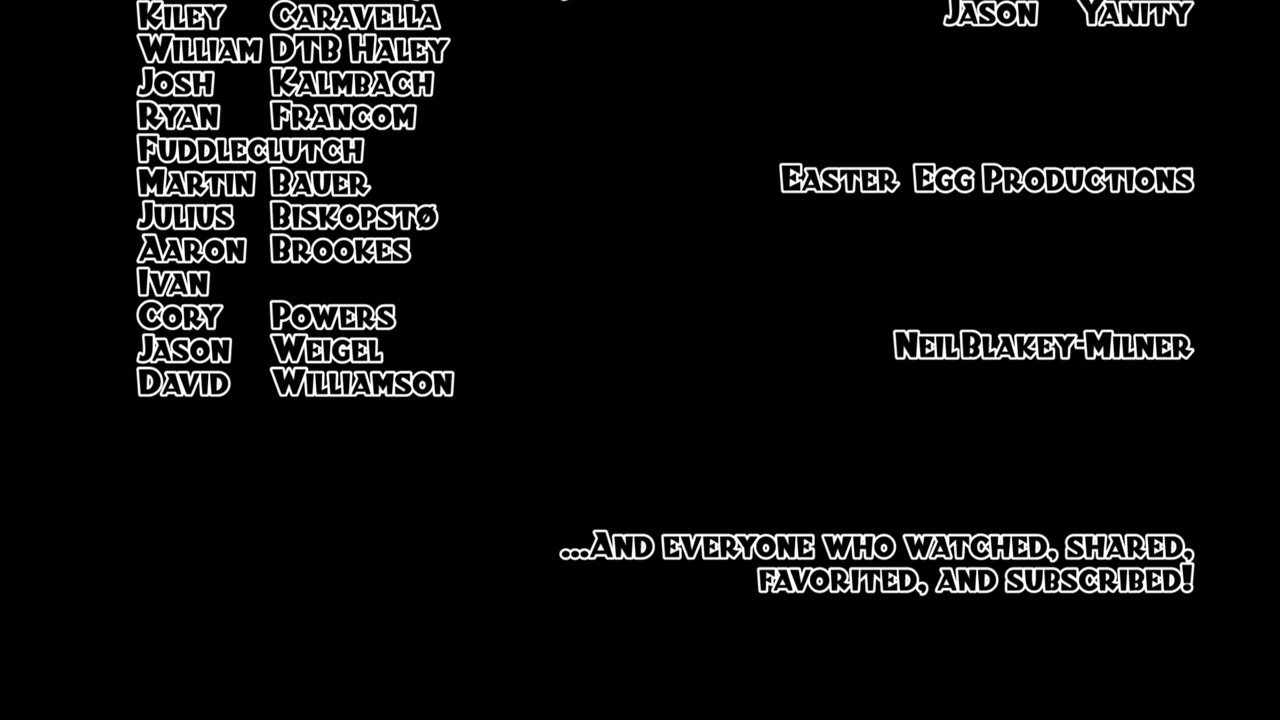 Kiley Caravella
William DTB Haley
Josh Kalmbach
Ryan Francom
Fuddleclutch
Martin Bauer
Julius Biskopstø
Aaron Brookes
Ivan
Cory Powers
Jason Weigel
David Williamson
Jason Yanity
Easter Egg Productions
Neil Blakey-Milner
...And everyone who watched, shared,
favorited, and subscribed!